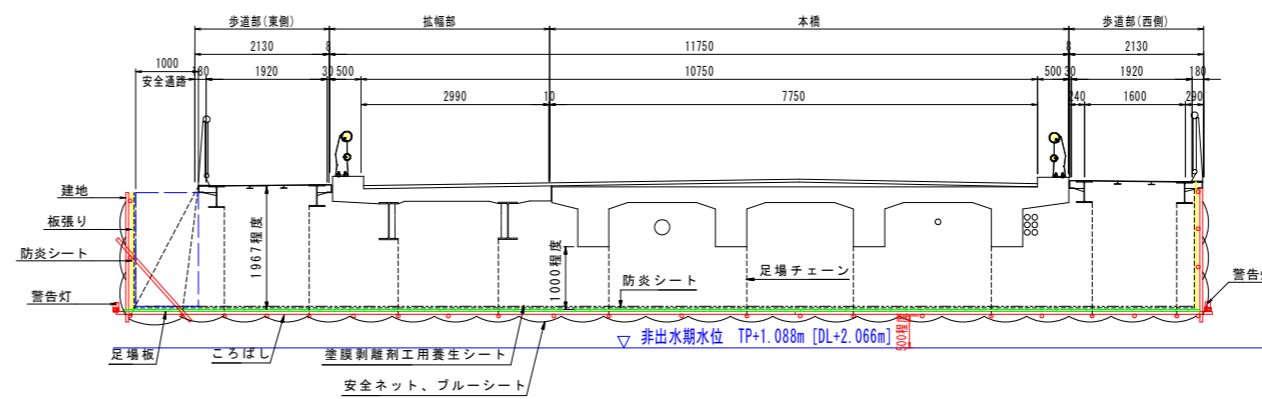 歩道部(東側)
拡幅部
本橋
歩道部(西側)
2130
8
11750
8
2130
1000
安全通路
180
1920
30
500
10750
500
30
1920
180
2990
10
7750
240
1600
290
建地
板張り
防炎シート
警告灯
1967程度
1000程度
防炎シート
足場チェーン
警告灯
足場板
ころばし
塗膜剥離剤工用養生シート
安全ネット、ブルーシート
▽ 非出水期水位 TP+1.088m [DL+2.066m]
500程度